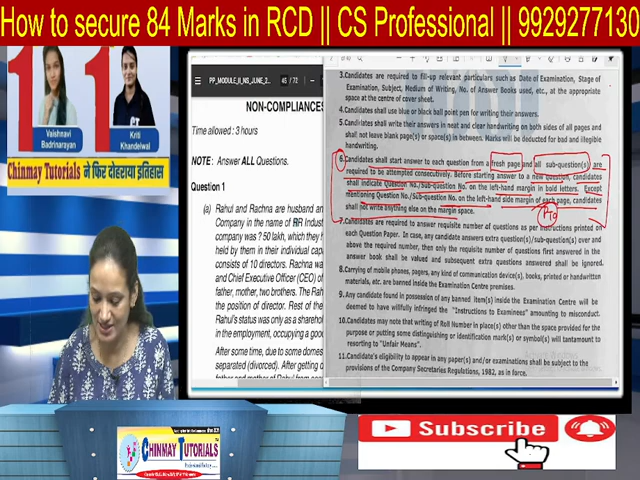 How to secure 84 Marks in RCD || CS Professional || 9929277130
1 1
Vaishnavi
Badrinarayan
Kriti
Khandelwal
Chinmay Tutorials ने फिर दोहराया इतिहास
PP_MODULE_II_NS_JUNE_2
45 / 72
NON-COMPLIANCES
Time allowed : 3 hours
NOTE : Answer ALL Questions.
Question 1
(a) Rahul and Rachna are husband an
Company in the name of RR Indust
company was ? 50 lakh, which they h
held by them in their individual cap
consists of 10 directors. Rachna wa
and Chief Executive Officer (CEO) of
father, mother, two brothers. The Rah
the position of director. Rest of the
Rahul's status was only as a sharehol
in the employment, occupying a good
After some time, due to some domes
separated (divorced). After getting d
3. Candidates are required to fill-up relevant particulars such as Date of Examination, Stage of
Examination, Subject, Medium of Writing, No. of Answer Books used, etc., at the appropriate
space at the centre of cover sheet.
4. Candidates shall use blue or black ball point pen for writing their answers.
5. Candidates shall write their answers in neat and clear handwriting on both sides of all pages and
shall not leave blank page(s) or space(s) in between. Marks will be deducted for bad and illegible
handwriting.
6. Candidates shall start answer to each question from a fresh page and all sub-question(s) are
required to be attempted consecutively. Before starting answer to a new question, candidates
shall indicate Question No./Sub-question No. on the left-hand margin in bold letters. Except
mentioning Question No./Sub-question No. on the left-hand side margin of each page, candidates
shall not write anything else on the margin space.
7. Candidates are required to answer requisite number of questions as per instructions printed on
each Question Paper. In case, any candidate answers extra question(s)/sub-question(s) over and
above the required number, then only the requisite number of questions first answered in the
answer book shall be valued and subsequent extra questions answered shall be ignored.
8. Carrying of mobile phones, pagers, any kind of communication device(s), books, printed or handwritten
materials, etc. are banned inside the Examination Centre premises.
9. Any candidate found in possession of any banned item(s) inside the Examination Centre will be
deemed to have willfully infringed the "Instructions to Examinees" amounting to misconduct.
10. Candidates may note that writing of Roll Number in place(s) other than the space provided for the
purpose or putting some distinguishing or identification mark(s) or symbol(s) will tantamount to
resorting to "Unfair Means".
11. Candidate's eligibility to appear in any paper(s) and/or examinations shall be subject to the
provisions of the Company Secretaries Regulations, 1982, as in force.
CHINMAY TUTORIALS
Subscribe